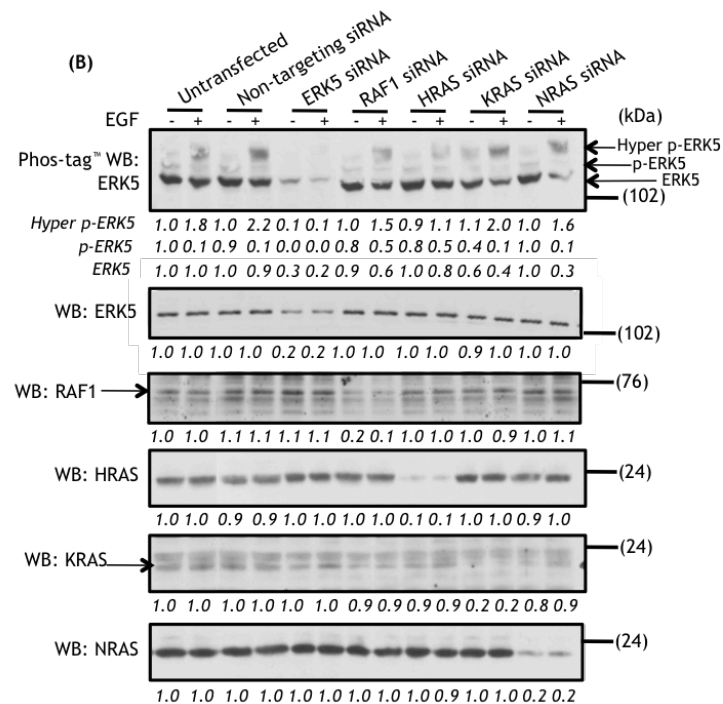 (B)
Untransfected
Non-targeting siRNA
ERK5 siRNA
RAF1 siRNA
HRAS siRNA
KRAS siRNA
NRAS siRNA
EGF - + - + - + - + - + - + - + (kDa)
Phos-tag™ WB:
ERK5
Hyper p-ERK5
p-ERK5
ERK5
(102)
Hyper p-ERK5 1.0 1.8 1.0 2.2 0.1 0.1 1.0 1.5 0.9 1.1 1.1 2.0 1.0 1.6
p-ERK5 1.0 0.1 0.9 0.1 0.0 0.0 0.8 0.5 0.8 0.5 0.4 0.1 1.0 0.1
ERK5 1.0 1.0 1.0 0.9 0.3 0.2 0.9 0.6 1.0 0.8 0.6 0.4 1.0 0.3
WB: ERK5
(102)
1.0 1.0 1.0 1.0 0.2 0.2 1.0 1.0 1.0 1.0 0.9 1.0 1.0 1.0
(76)
WB: RAF1
1.0 1.0 1.1 1.1 1.1 1.1 0.2 0.1 1.0 1.0 1.0 0.9 1.0 1.1
WB: HRAS (24)
1.0 1.0 0.9 0.9 1.0 1.0 1.0 1.0 0.1 0.1 1.0 1.0 0.9 1.0
(24)
WB: KRAS
1.0 1.0 1.0 1.0 1.0 1.0 0.9 0.9 0.9 0.9 0.2 0.2 0.8 0.9
(24)
WB: NRAS
1.0 1.0 1.0 1.0 1.0 1.0 1.0 1.0 1.0 0.9 1.0 1.0 0.2 0.2